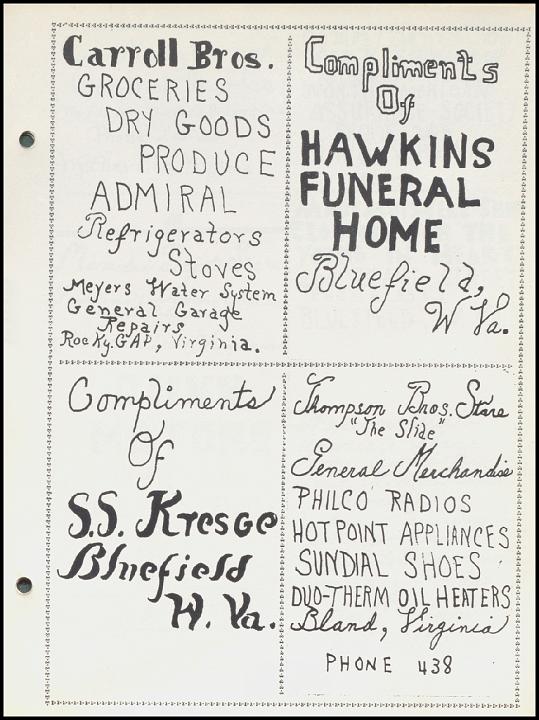 Carroll Bros.
GROCERIES
DRY GOODS
PRODUCE
ADMIRAL
Refrigerators
Stoves
Meyers Water System
General Garage
Repairs
Rocky.GAP, Virginia.
Compliments
Of
HAWKINS
FUNERAL
HOME
Bluefield,
W Va.
Compliments
Of
S.S. Kresge
Bluefield
W. Va.
Thompson Bros. Store
"The Slide"
General Merchandise
PHILCO RADIOS
HOT POINT APPLIANCES
SUNDIAL SHOES
DUO-THERM OIL HEATERS
Bland, Virginia
PHONE 438